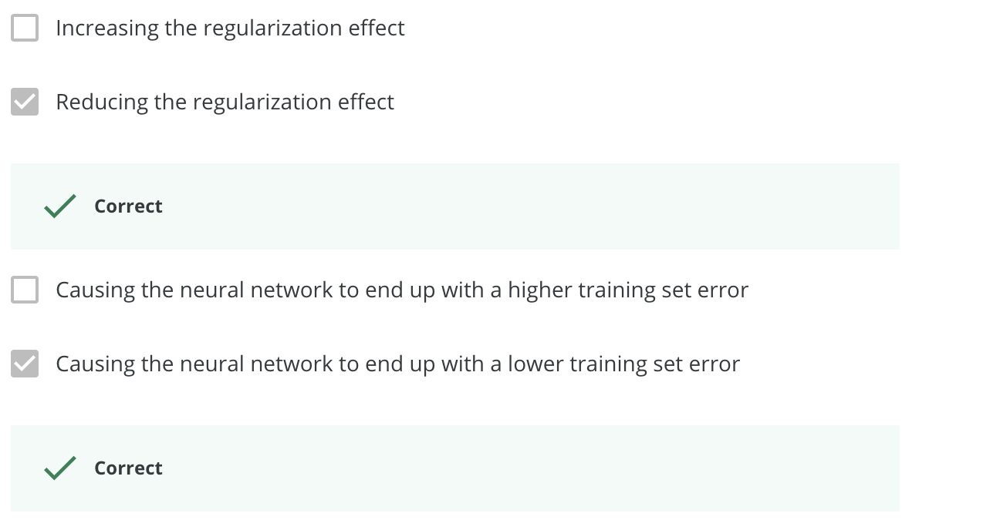 Increasing the regularization effect
Reducing the regularization effect
Correct
Causing the neural network to end up with a higher training set error
Causing the neural network to end up with a lower training set error
Correct